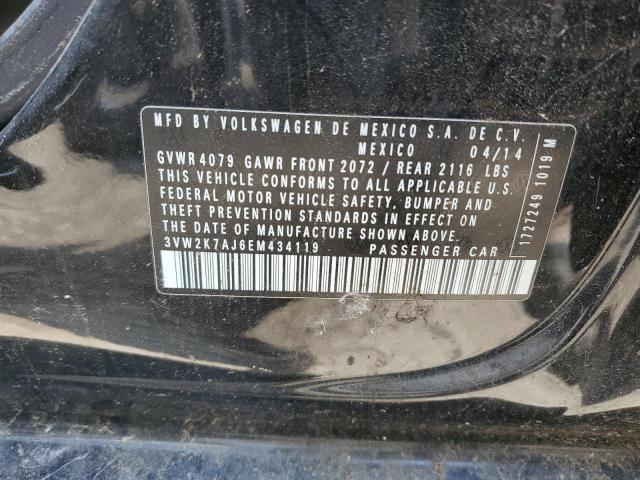 MFD BY VOLKSWAGEN DE MEXICO S.A. DE C.V.
MEXICO 04/14
GVWR 4079 GAWR FRONT 2072 / REAR 2116 LBS
THIS VEHICLE CONFORMS TO ALL APPLICABLE U.S.
FEDERAL MOTOR VEHICLE SAFETY, BUMPER AND
THEFT PREVENTION STANDARDS IN EFFECT ON
THE DATE OF MANUFACTURE SHOWN ABOVE.
3VW2K7AJ6EM434119 PASSENGER CAR
1727249 1019 M